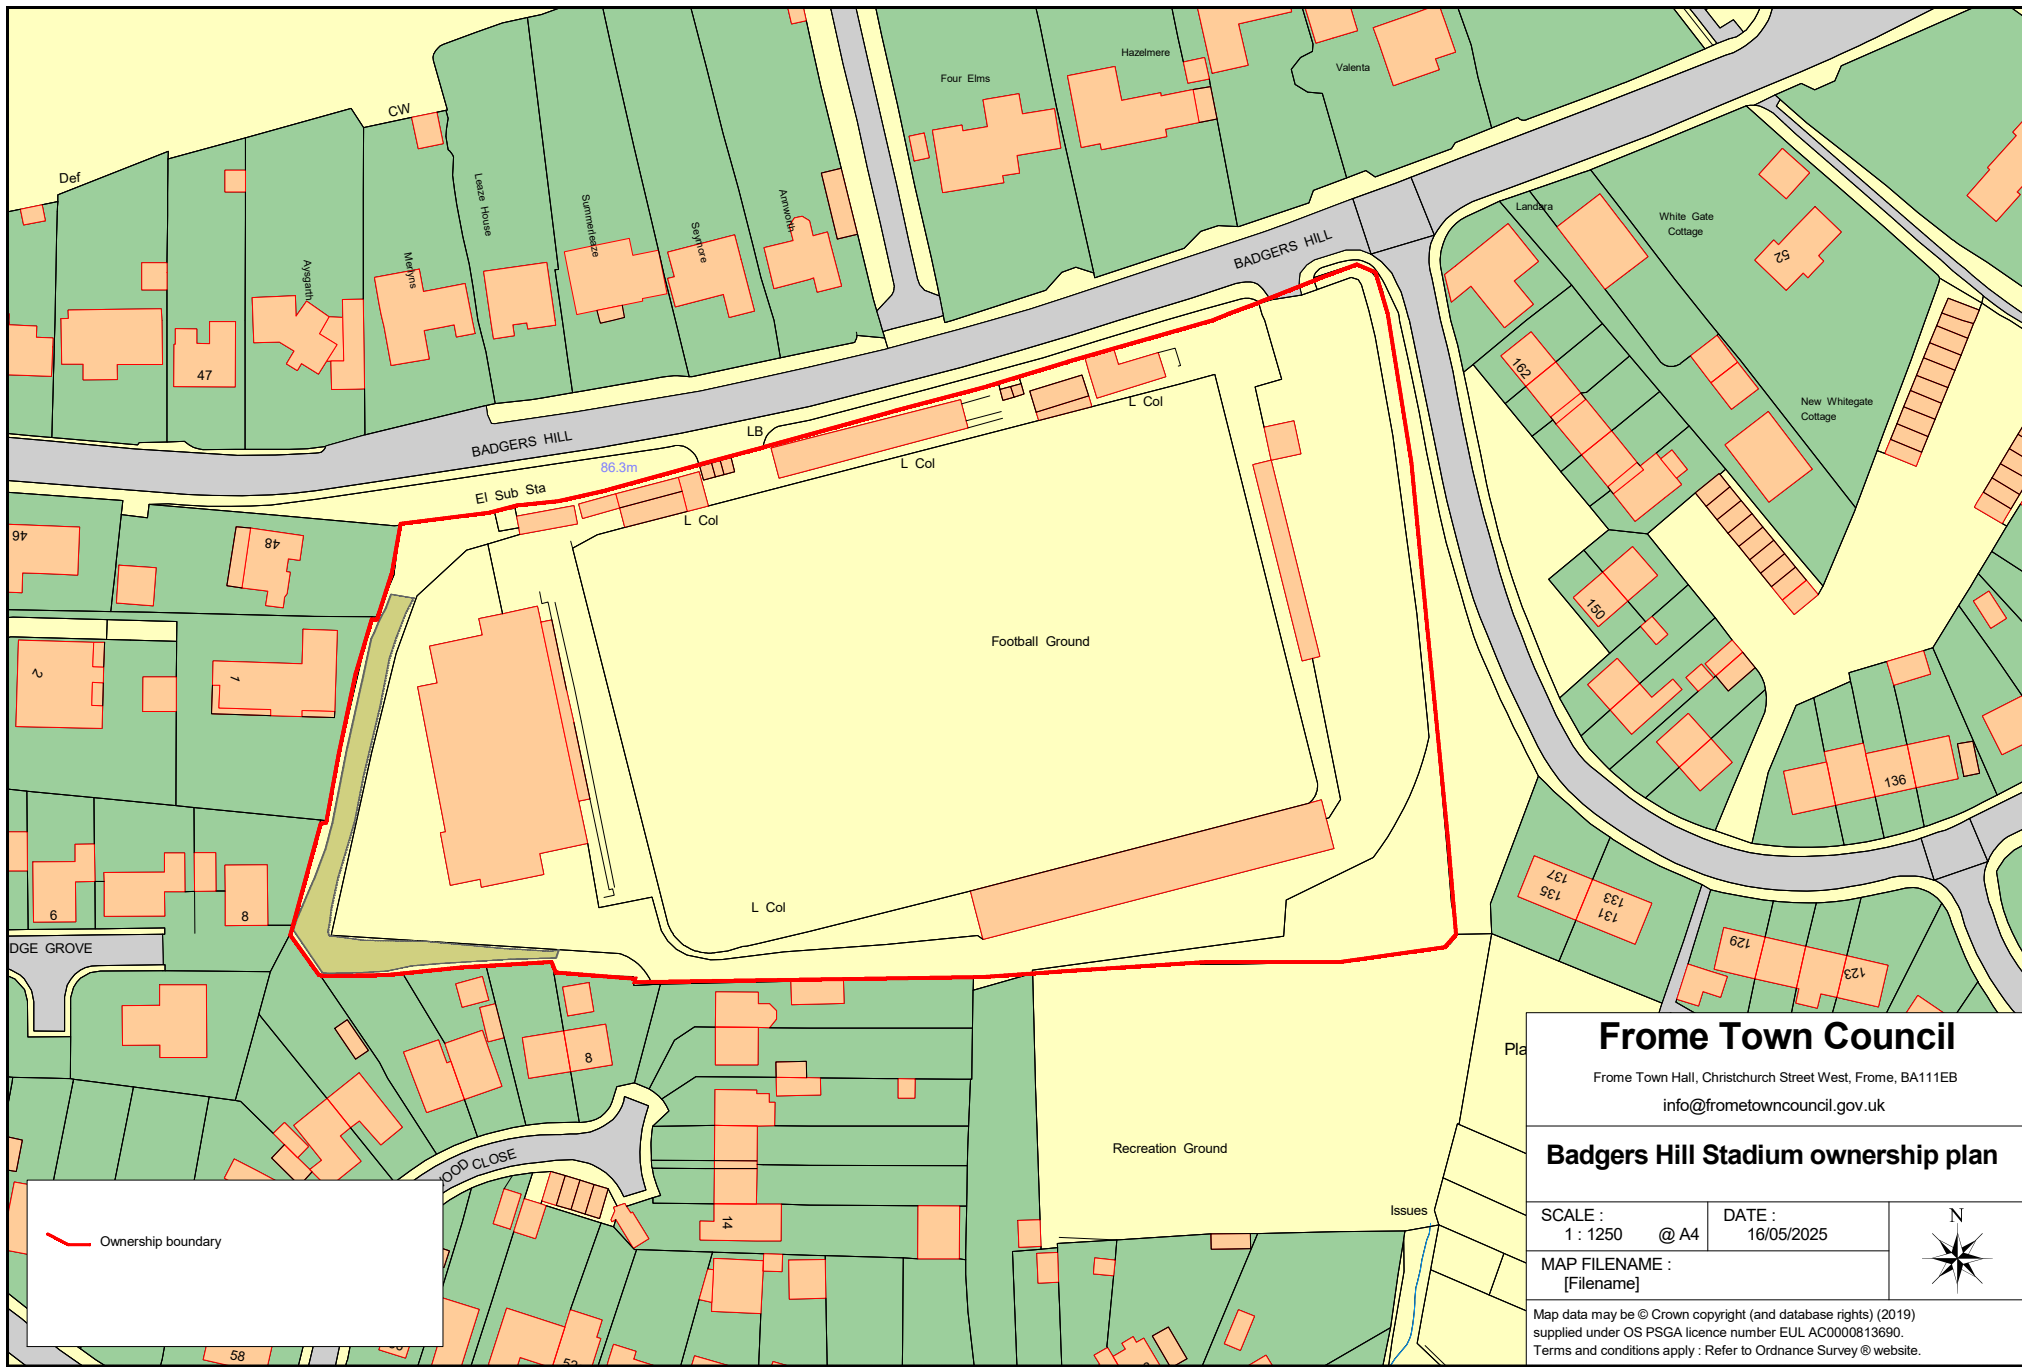 Hazelmere
Four Elms
Valenta
CW
Def
Leaze House
Summerleaze
Seymore
Annworth
Aysgarth
Merryns
47
Landara
White Gate
Cottage
52
BADGERS HILL
162
New Whitegate
Cottage
L Col
BADGERS HILL
LB
L Col
86.3m
El Sub Sta
L Col
46
48
150
Football Ground
2
1
136
137
135
133
131
L Col
6
8
DGE GROVE
129
123
8
OOD CLOSE
Recreation Ground
Pla
14
Issues
58
52
Ownership boundary
Frome Town Council
Frome Town Hall, Christchurch Street West, Frome, BA111EB
info@frometowncouncil.gov.uk
Badgers Hill Stadium ownership plan
SCALE :
1 : 1250 @ A4
DATE :
16/05/2025
N
MAP FILENAME :
[Filename]
Map data may be © Crown copyright (and database rights) (2019)
supplied under OS PSGA licence number EUL AC0000813690.
Terms and conditions apply : Refer to Ordnance Survey ® website.